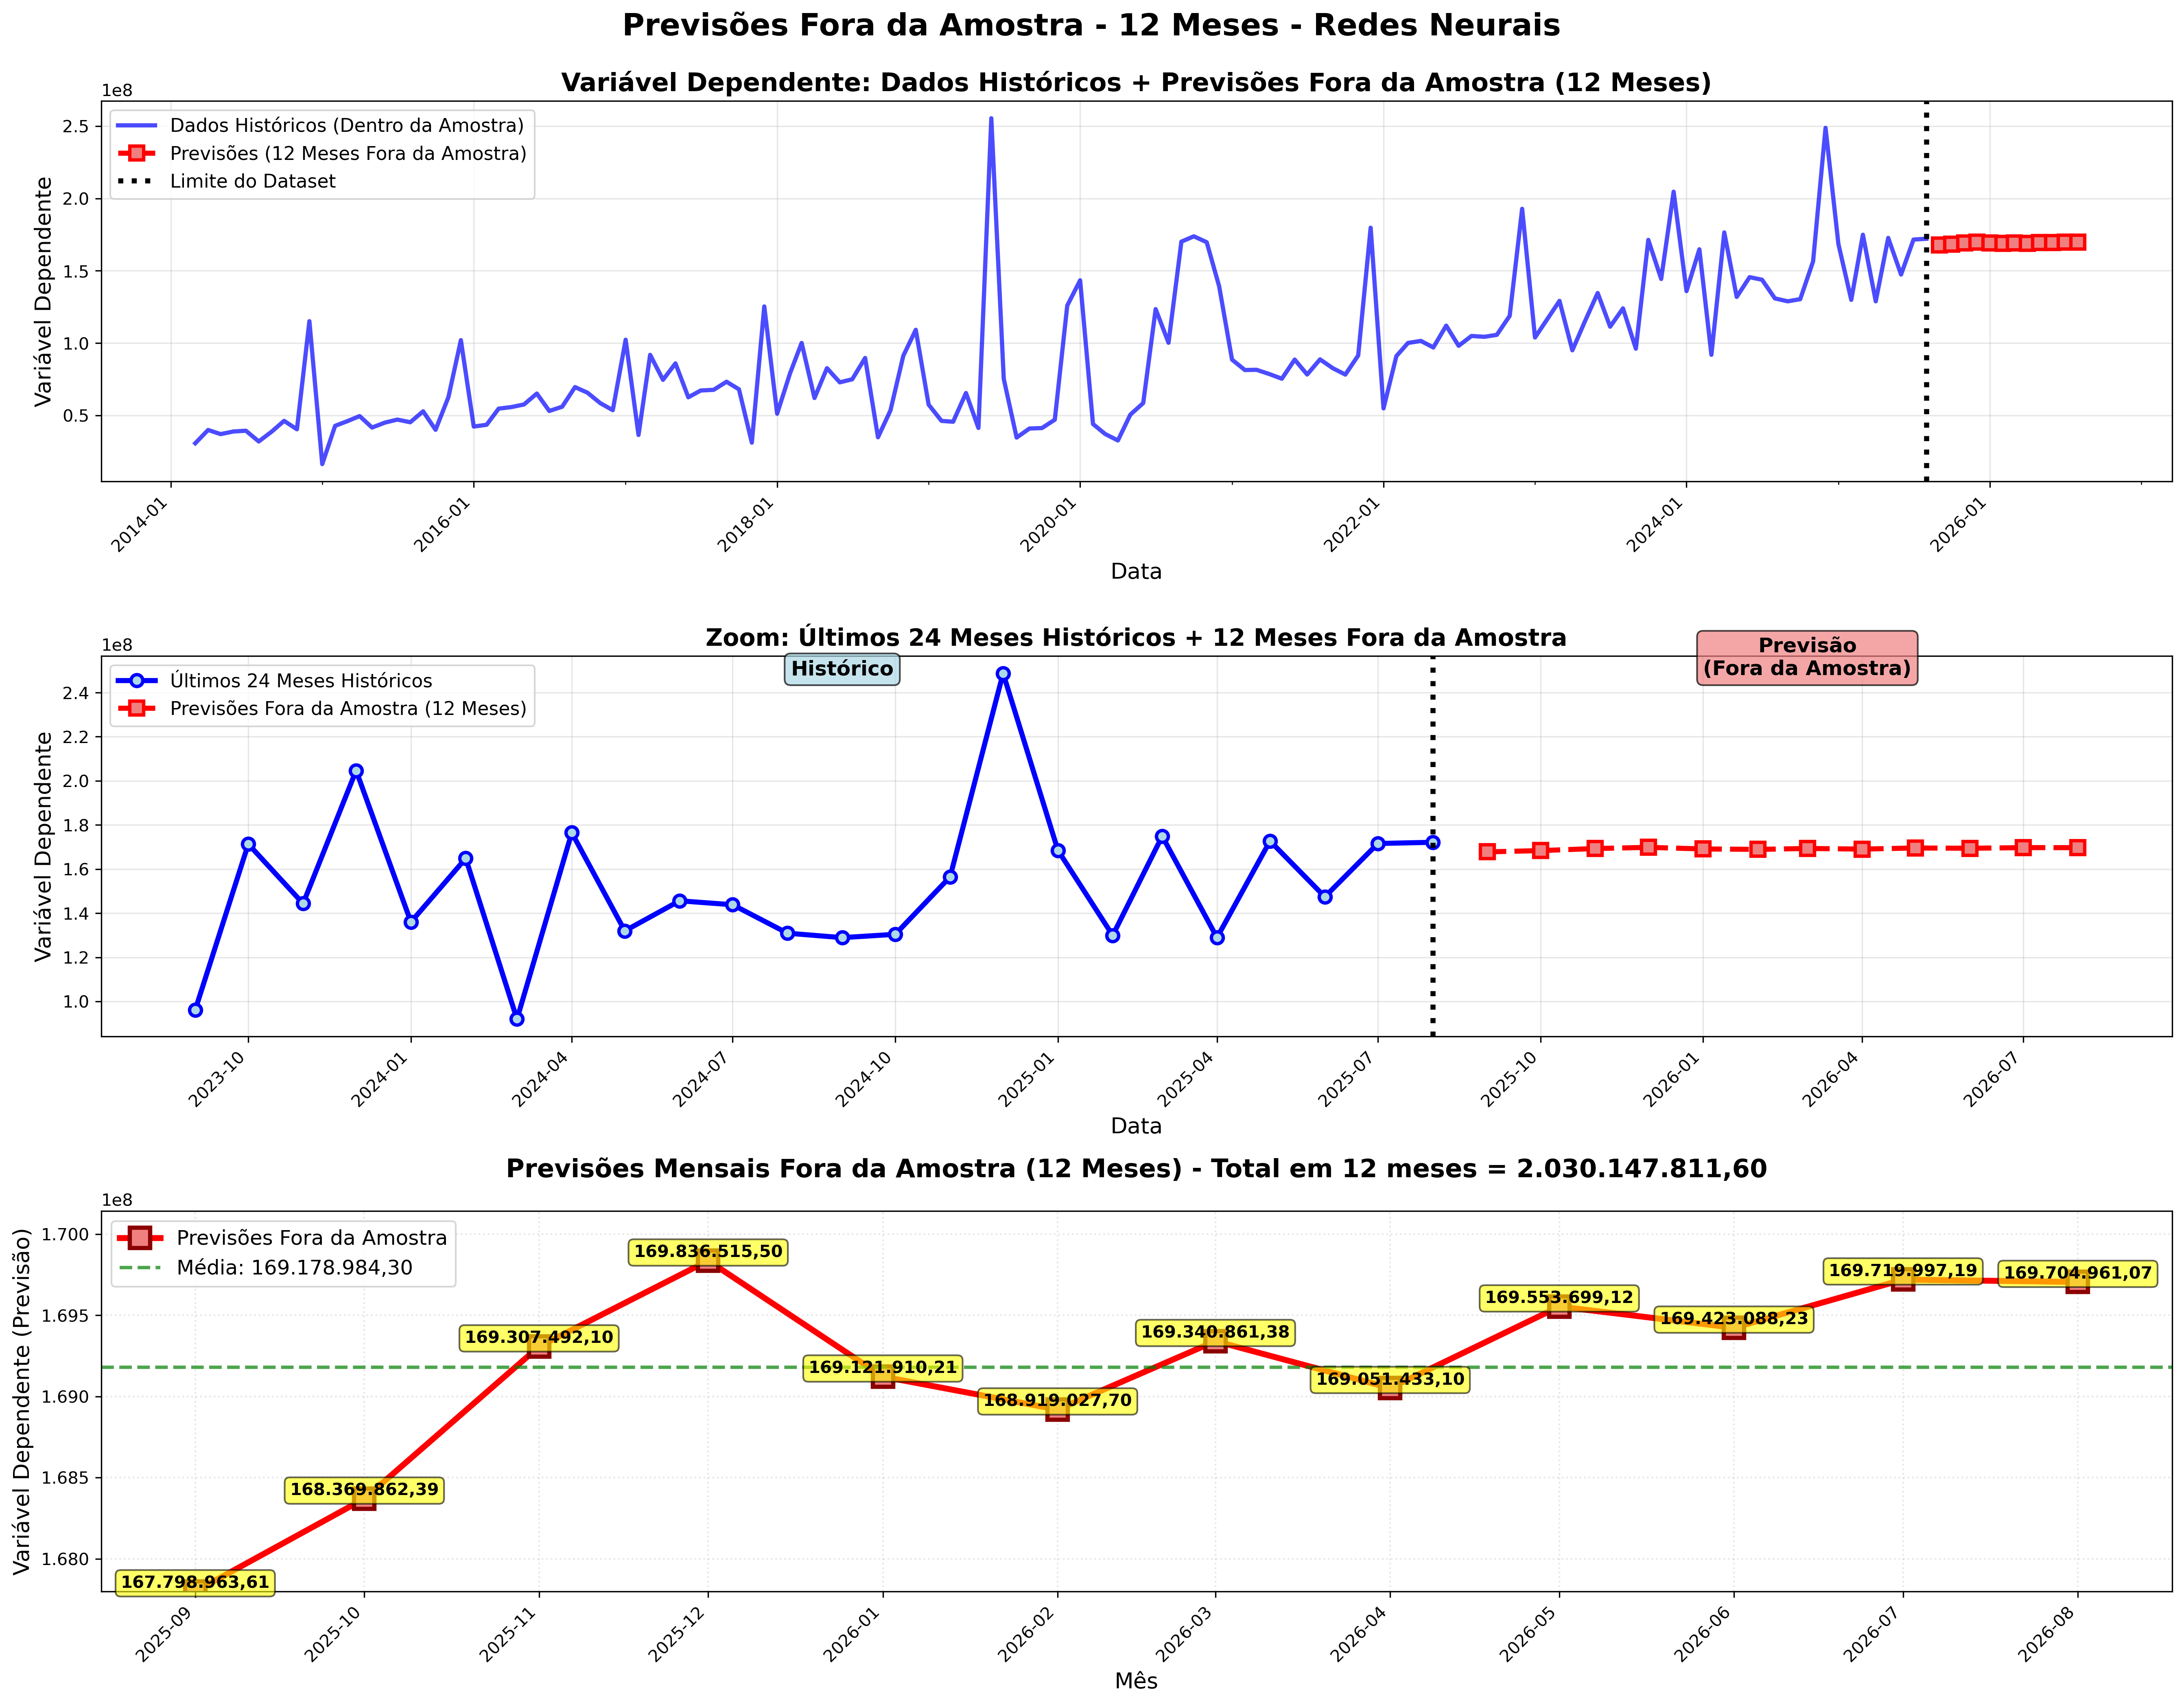 Previsões Fora da Amostra - 12 Meses - Redes Neurais
Variável Dependente: Dados Históricos + Previsões Fora da Amostra (12 Meses)
1e8
Dados Históricos (Dentro da Amostra)
Previsões (12 Meses Fora da Amostra)
Limite do Dataset
Variável Dependente
2.5
2.0
1.5
1.0
0.5
2014-01
2016-01
2018-01
2020-01
2022-01
2024-01
2026-01
Data
Zoom: Últimos 24 Meses Históricos + 12 Meses Fora da Amostra
1e8
Últimos 24 Meses Históricos
Previsões Fora da Amostra (12 Meses)
Histórico
Previsão
(Fora da Amostra)
Variável Dependente
2.4
2.2
2.0
1.8
1.6
1.4
1.2
1.0
2023-10
2024-01
2024-04
2024-07
2024-10
2025-01
2025-04
2025-07
2025-10
2026-01
2026-04
2026-07
Data
Previsões Mensais Fora da Amostra (12 Meses) - Total em 12 meses = 2.030.147.811,60
1e8
Previsões Fora da Amostra
Média: 169.178.984,30
Variável Dependente (Previsão)
1.700
1.695
1.690
1.685
1.680
167.798.963,61
168.369.862,39
169.307.492,10
169.836.515,50
169.121.910,21
168.919.027,70
169.340.861,38
169.051.433,10
169.553.699,12
169.423.088,23
169.719.997,19
169.704.961,07
2025-09
2025-10
2025-11
2025-12
2026-01
2026-02
2026-03
2026-04
2026-05
2026-06
2026-07
2026-08
Mês